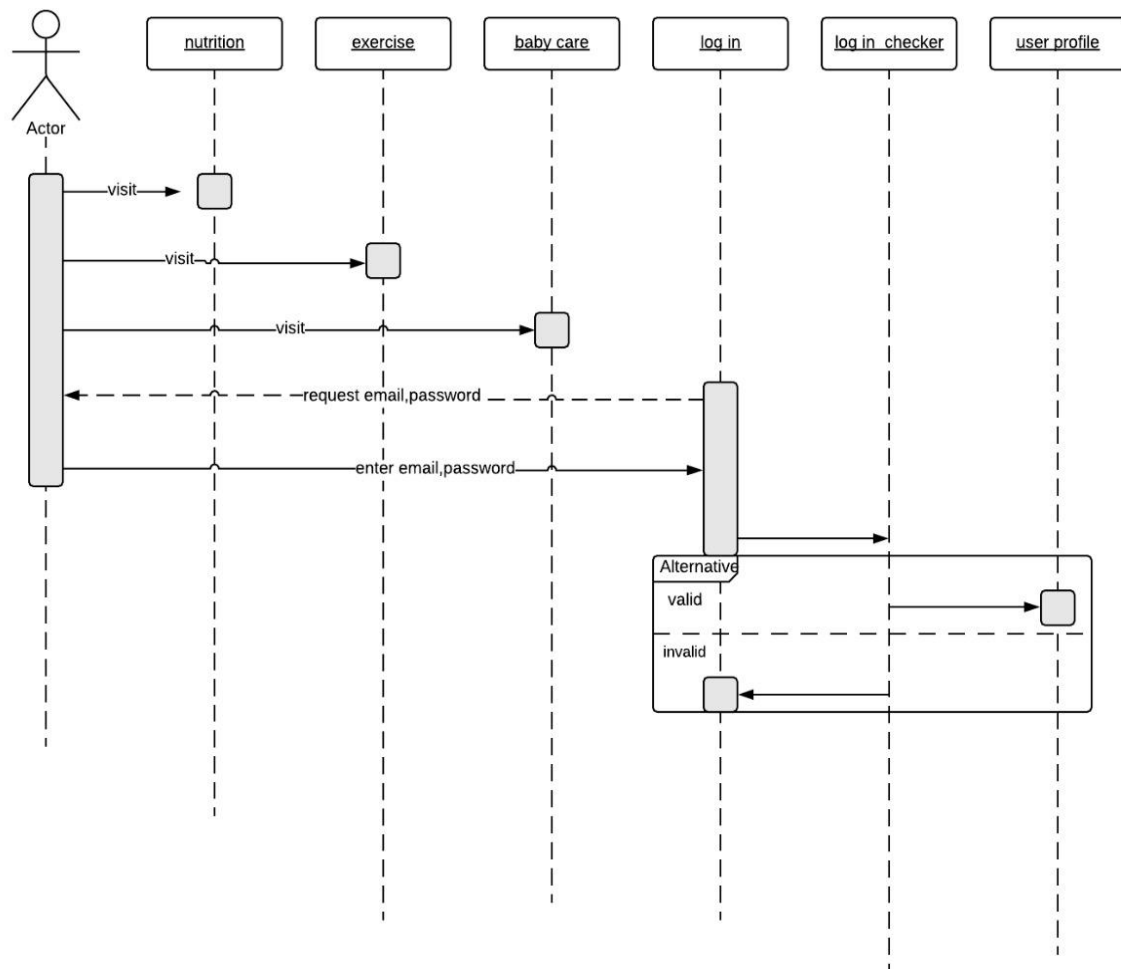 nutrition
exercise
baby care
log in
log in_checker
user profile
Actor
visit
visit
visit
request email,password
enter email,password
Alternative
valid
invalid